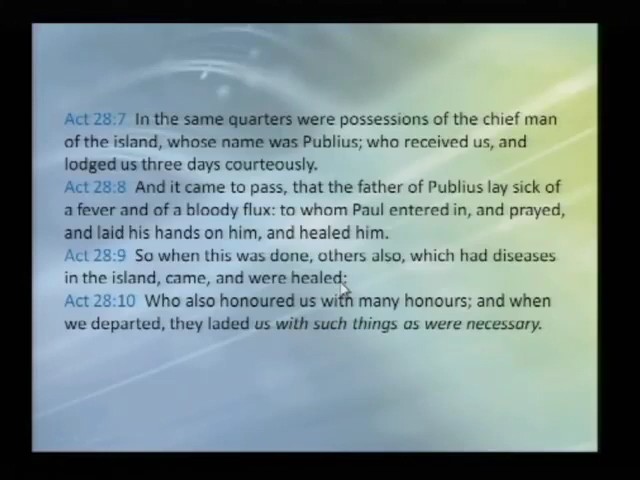 Act 28:7 In the same quarters were possessions of the chief man
of the island, whose name was Publius; who received us, and
lodged us three days courteously.
Act 28:8 And it came to pass, that the father of Publius lay sick of
a fever and of a bloody flux: to whom Paul entered in, and prayed,
and laid his hands on him, and healed him.
Act 28:9 So when this was done, others also, which had diseases
in the island, came, and were healed:
Act 28:10 Who also honoured us with many honours; and when
we departed, they laded us with such things as were necessary.